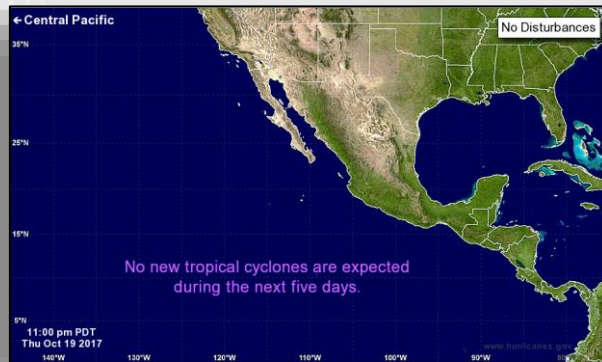 ←Central Pacific
No Disturbances
35°N
25°N
15°N
5°N
No new tropical cyclones are expected
during the next five days.
11:00 pm PDT
Thu Oct 19 2017
www.hurricanes.gov
140°W
130°W
120°W
110°W
100°W
90°W
80°W